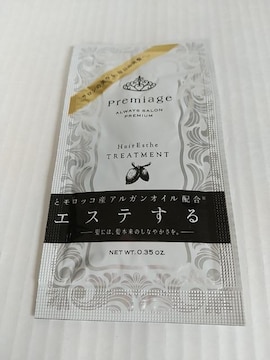 Premiage
ALWAYS SALON
PREMIUM
HairEsthe
TREATMENT
とモロッコ産アルガンオイル配合※
エステする
髪には、髪本来のしなやかさを。
NET WT. 0.35 OZ.